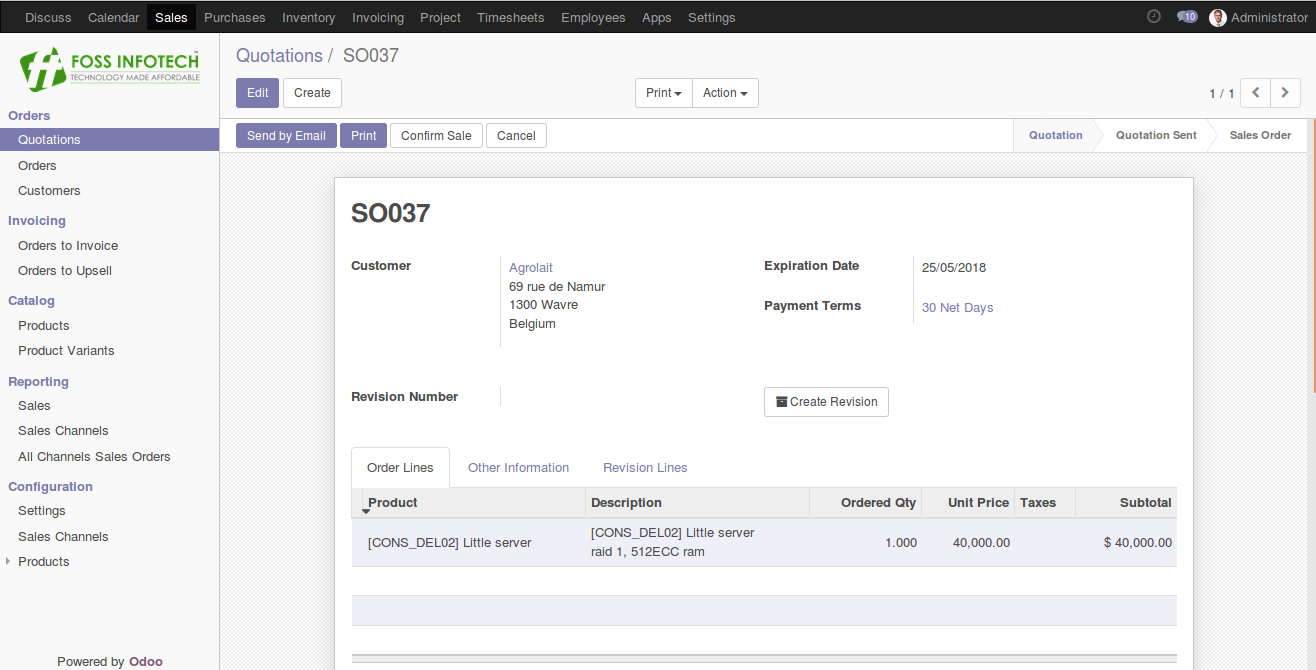 Discuss Calendar Sales Purchases Inventory Invoicing Project Timesheets Employees Apps Settings 10 Administrator
FOSS INFOTECH
TECHNOLOGY MADE AFFORDABLE
Orders
Quotations
Orders
Customers
Invoicing
Orders to Invoice
Orders to Upsell
Catalog
Products
Product Variants
Reporting
Sales
Sales Channels
All Channels Sales Orders
Configuration
Settings
Sales Channels
Products
Powered by Odoo
Quotations / SO037
Edit Create Print Action 1 / 1
Send by Email Print Confirm Sale Cancel Quotation Quotation Sent Sales Order
SO037
Customer
Agrolait
69 rue de Namur
1300 Wavre
Belgium
Expiration Date 25/05/2018
Payment Terms 30 Net Days
Revision Number Create Revision
Order Lines Other Information Revision Lines
Product Description Ordered Qty Unit Price Taxes Subtotal
[CONS_DEL02] Little server [CONS_DEL02] Little server
raid 1, 512ECC ram 1.000 40,000.00 $ 40,000.00